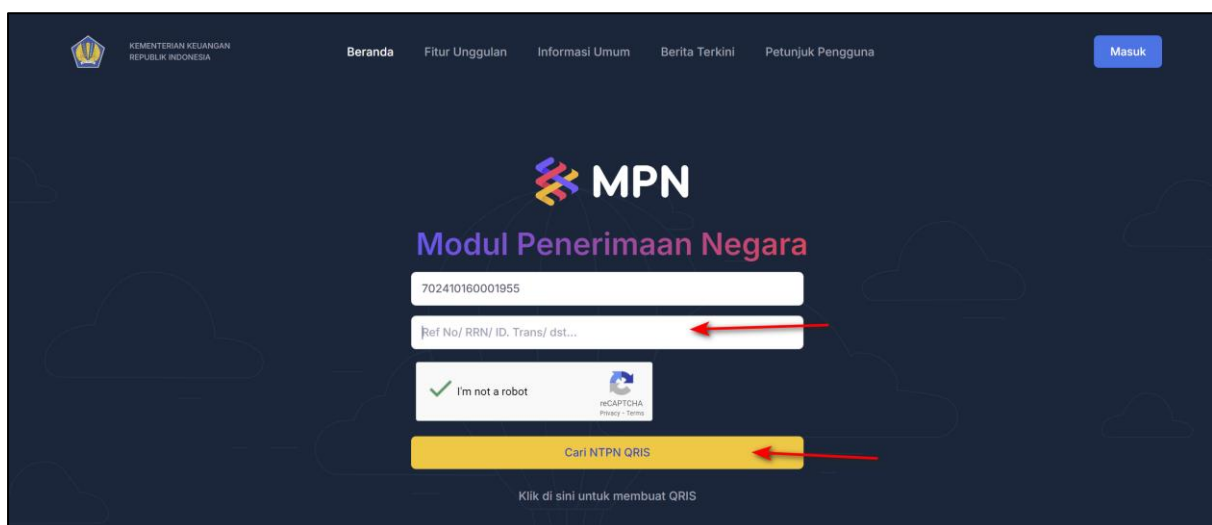 KEMENTERIAN KEUANGAN
REPUBLIK INDONESIA
Beranda Fitur Unggulan Informasi Umum Berita Terkini Petunjuk Pengguna Masuk
MPN
Modul Penerimaan Negara
702410160001955
Ref No/ RRN/ ID. Trans/ dst...
I'm not a robot
reCAPTCHA
Privacy - Terms
Cari NTPN QRIS
Klik di sini untuk membuat QRIS